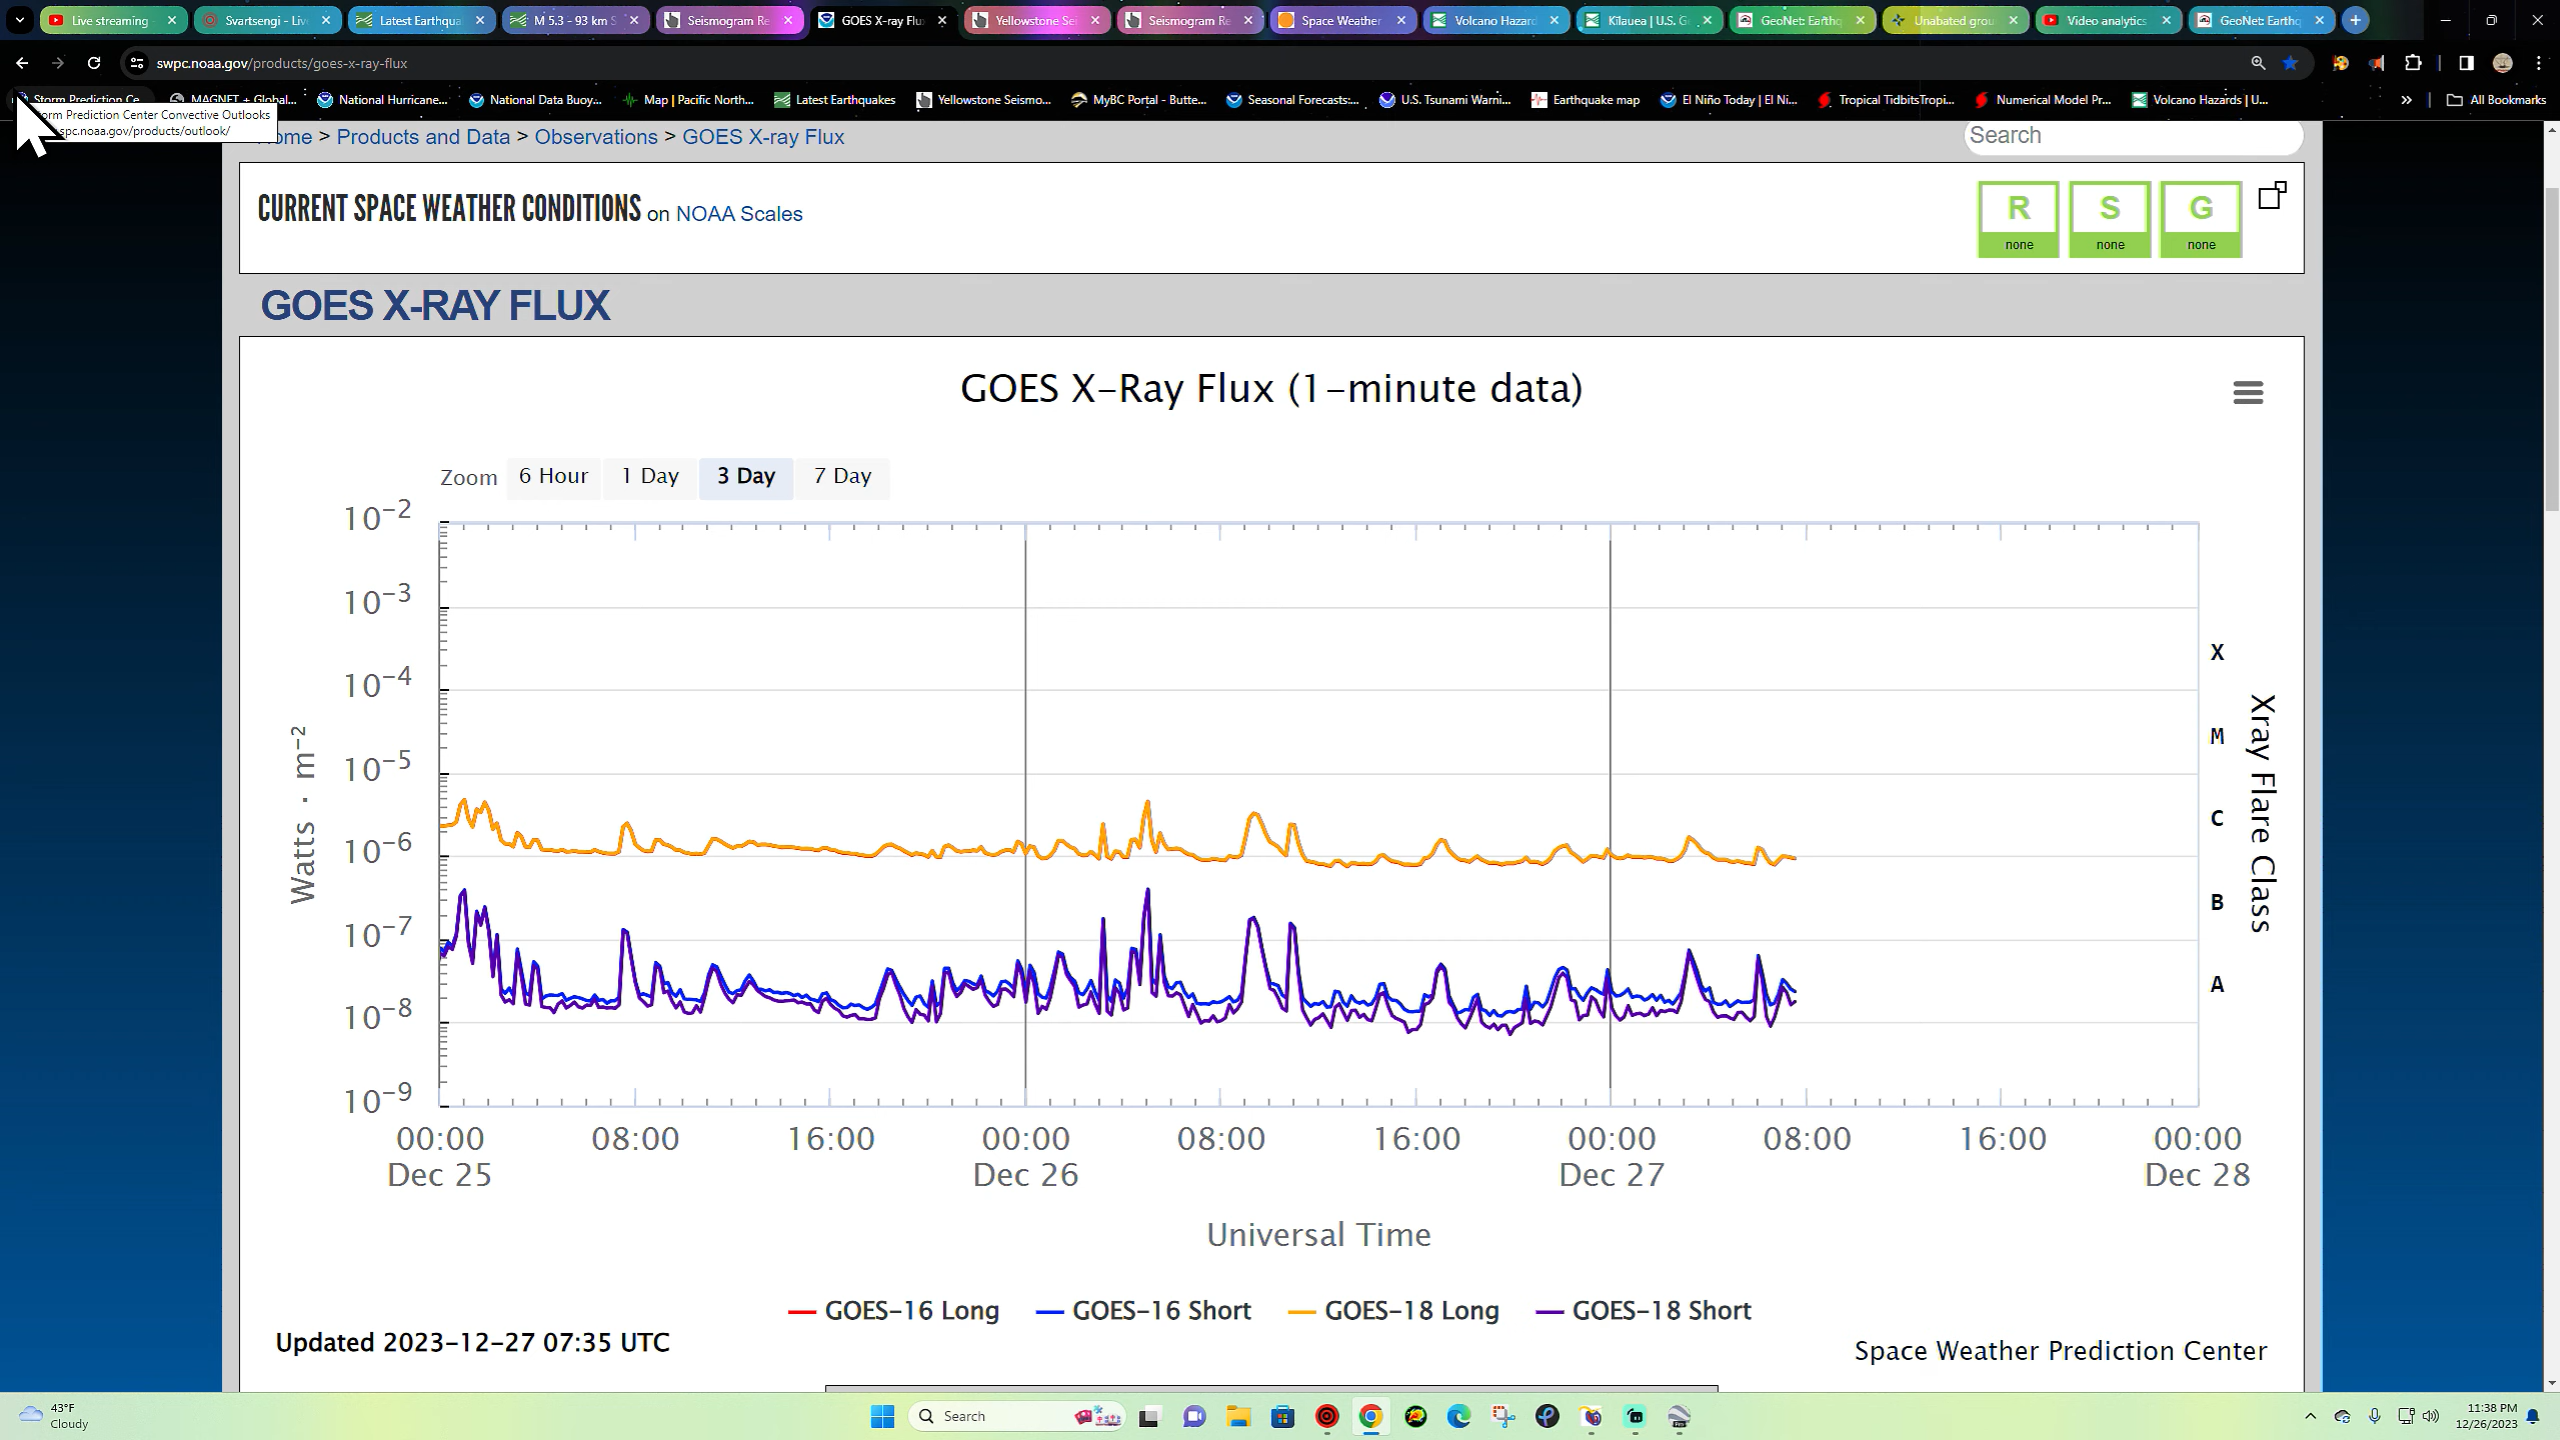 Live streaming
Svartsengi - Liv
Latest Earthqua
M 5.3 - 93 km S
Seismogram Re
GOES X-ray Flu
Yellowstone Sei
Seismogram Re
Space Weather
Volcano Hazard
Kilauea | U.S. G
GeoNet: Earthq
Unabated grou
Video analytics
GeoNet: Earthq
swpc.noaa.gov/products/goes-x-ray-flux
Storm Prediction Ce...
MAGNET + Global...
National Hurricane...
National Data Buoy...
Map | Pacific North...
Latest Earthquakes
Yellowstone Seismo...
MyBC Portal - Butte...
Seasonal Forecasts:...
U.S. Tsunami Warni...
Earthquake map
El Niño Today | El Ni...
Tropical TidbitsTropi...
Numerical Model Pr...
Volcano Hazards | U...
All Bookmarks
orm Prediction Center Convective Outlooks
spc.noaa.gov/products/outlook/
ome > Products and Data > Observations > GOES X-ray Flux
Search
CURRENT SPACE WEATHER CONDITIONS on NOAA Scales
R S G
none none none
GOES X-RAY FLUX
GOES X-Ray Flux (1-minute data)
Zoom 6 Hour 1 Day 3 Day 7 Day
10⁻²
10⁻³
10⁻⁴
10⁻⁵
10⁻⁶
10⁻⁷
10⁻⁸
10⁻⁹
Watts · m⁻²
X
M
C
B
A
Xray Flare Class
00:00 08:00 16:00 00:00 08:00 16:00 00:00 08:00 16:00 00:00
Dec 25 Dec 26 Dec 27 Dec 28
Universal Time
GOES-16 Long GOES-16 Short GOES-18 Long GOES-18 Short
Updated 2023-12-27 07:35 UTC
Space Weather Prediction Center
43°F
Cloudy
Search
11:38 PM
12/26/2023